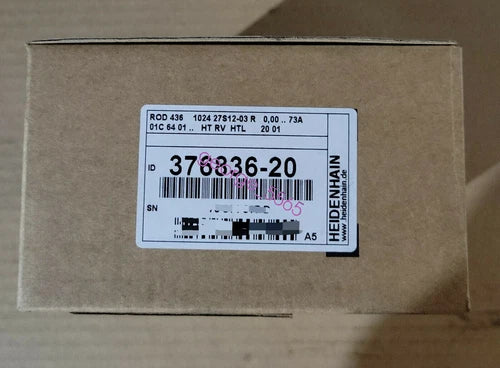 ROD 436 1024 27S12-03 R 0,00 .. 73A
01C 64 01 .. HT RV HTL 20 01
ID 376836-20
SN
A5
HEIDENHAIN
www.heidenhain.de